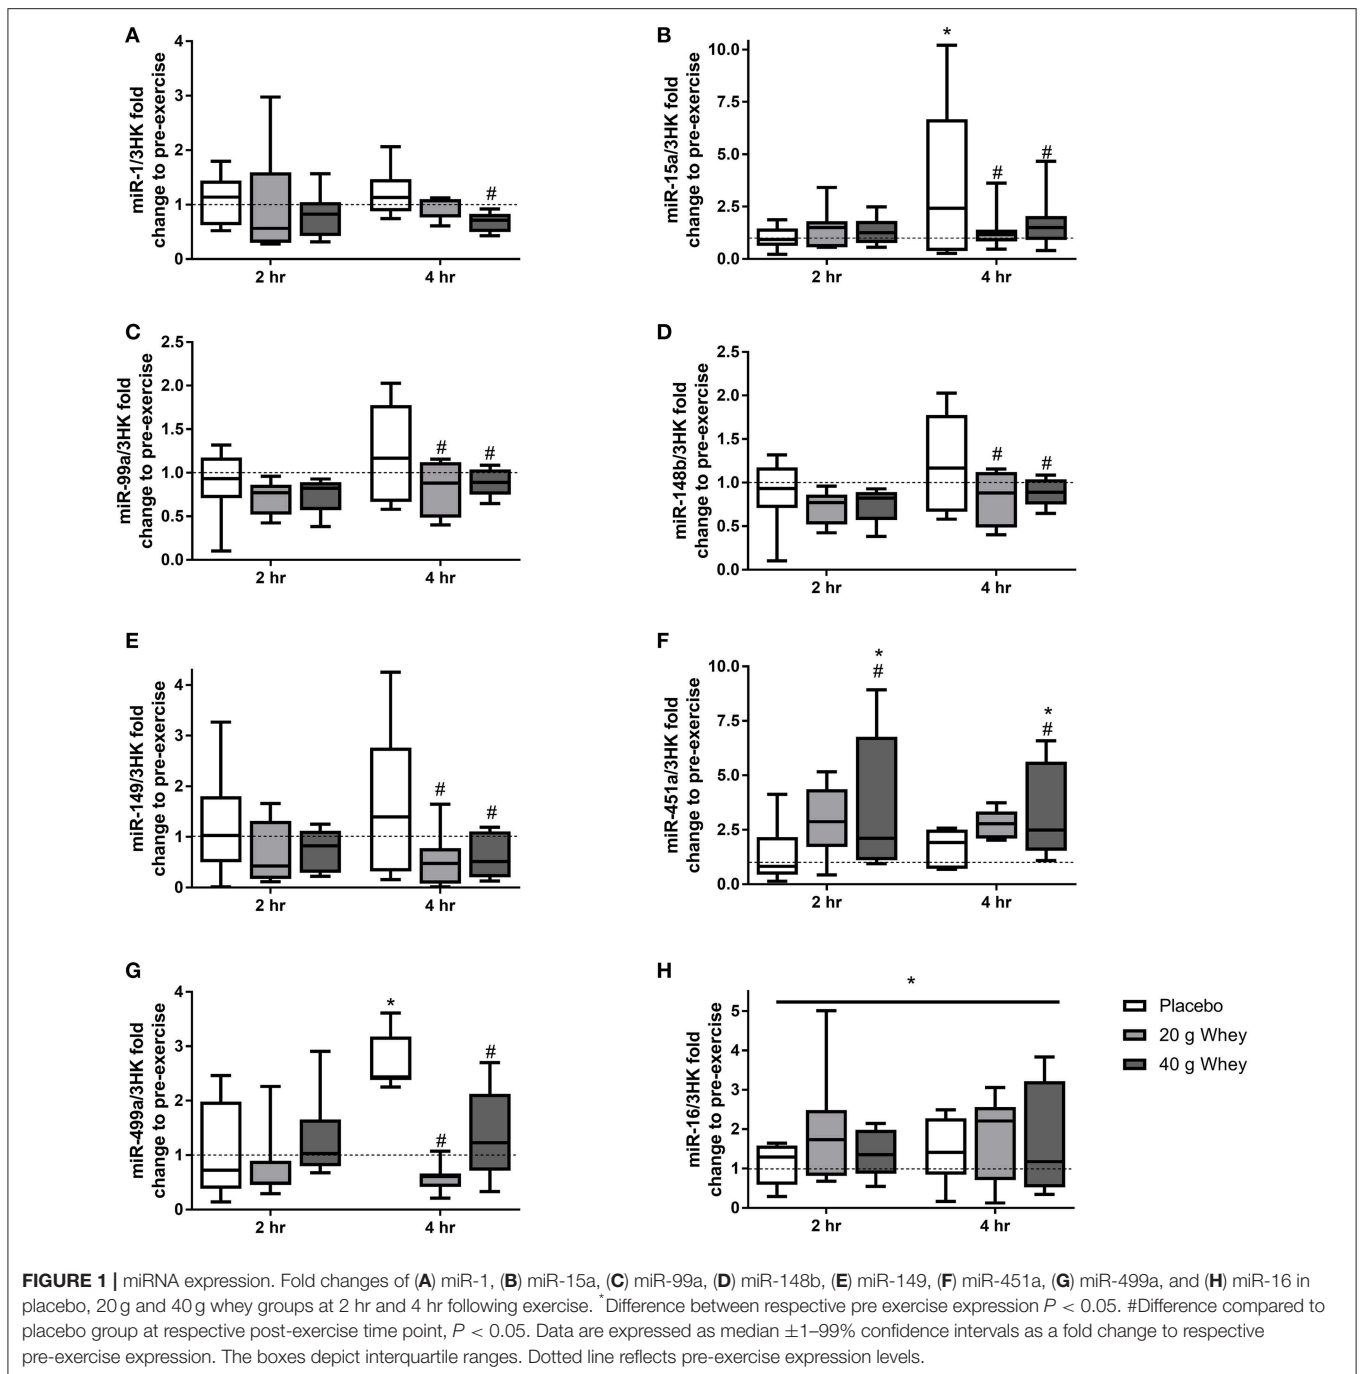 A
miR-1/3HK fold
change to pre-exercise
4
3
2
1
0
#
2 hr
4 hr
B
miR-15a/3HK fold
change to pre-exercise
10.0
7.5
5.0
2.5
0.0
*
#
#
2 hr
4 hr
C
miR-99a/3HK fold
change to pre-exercise
2.5
2.0
1.5
1.0
0.5
0.0
#
#
2 hr
4 hr
D
miR-148b/3HK fold
change to pre-exercise
2.5
2.0
1.5
1.0
0.5
0.0
#
#
2 hr
4 hr
E
miR-149/3HK fold
change to pre-exercise
4
3
2
1
0
#
#
2 hr
4 hr
F
miR-451a/3HK fold
change to pre-exercise
10.0
7.5
5.0
2.5
0.0
*
#
*
#
2 hr
4 hr
G
miR-499a/3HK fold
change to pre-exercise
4
3
2
1
0
*
#
#
2 hr
4 hr
H
miR-16/3HK fold
change to pre-exercise
5
4
3
2
1
0
*
2 hr
4 hr
Placebo
20 g Whey
40 g Whey
FIGURE 1 | miRNA expression. Fold changes of (A) miR-1, (B) miR-15a, (C) miR-99a, (D) miR-148b, (E) miR-149, (F) miR-451a, (G) miR-499a, and (H) miR-16 in
placebo, 20 g and 40 g whey groups at 2 hr and 4 hr following exercise. *Difference between respective pre exercise expression P < 0.05. #Difference compared to
placebo group at respective post-exercise time point, P < 0.05. Data are expressed as median ±1–99% confidence intervals as a fold change to respective
pre-exercise expression. The boxes depict interquartile ranges. Dotted line reflects pre-exercise expression levels.